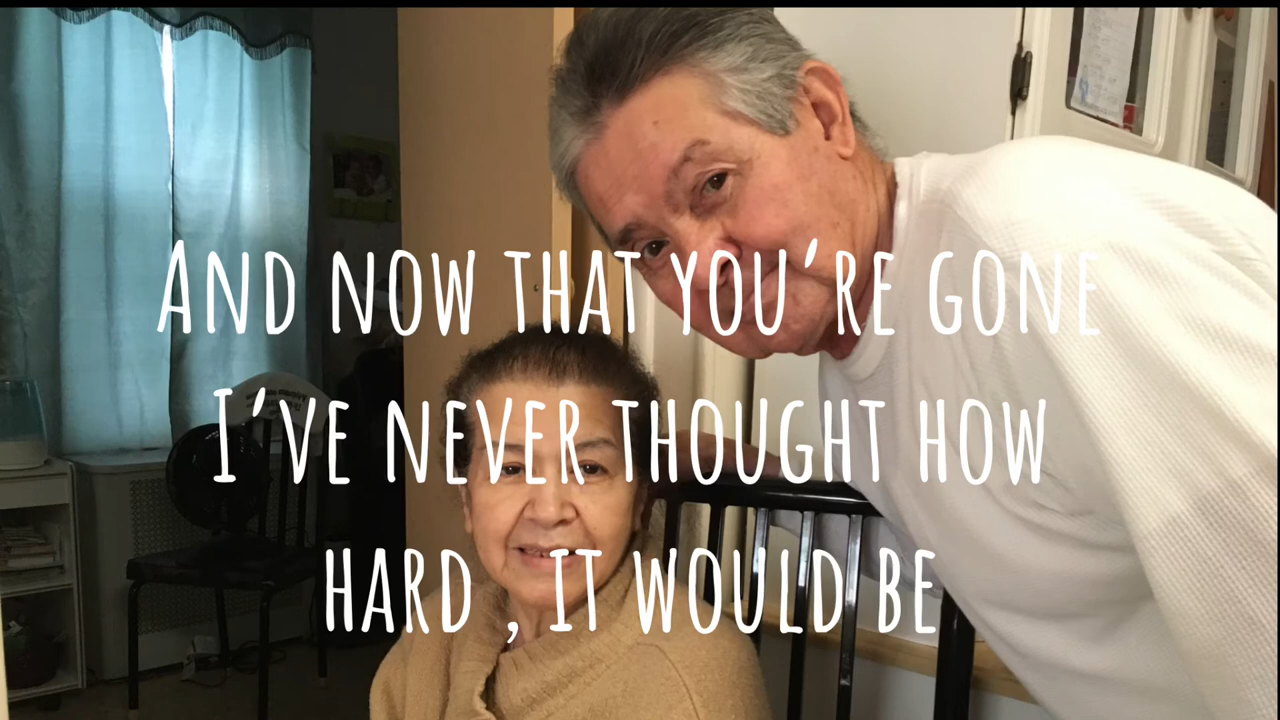 And now that you're gone
I've never thought how
hard , it would be